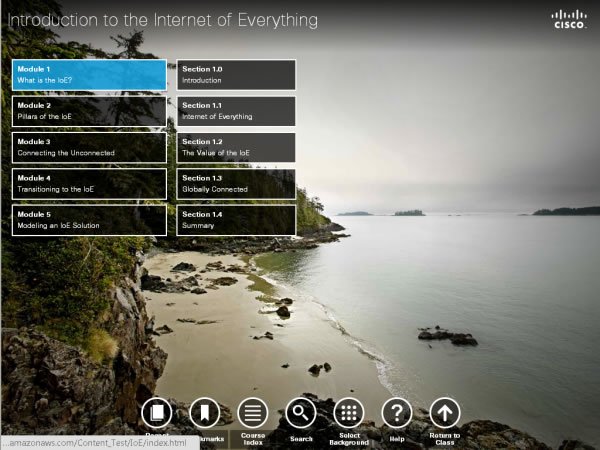 Introduction to the Internet of Everything
CISCO
Module 1
What is the IoE?
Section 1.0
Introduction
Module 2
Pillars of the IoE
Section 1.1
Internet of Everything
Module 3
Connecting the Unconnected
Section 1.2
The Value of the IoE
Module 4
Transitioning to the IoE
Section 1.3
Globally Connected
Module 5
Modeling an IoE Solution
Section 1.4
Summary
Course
Index
Search
Select
Background
?
Help
Return to
Class
...amazonaws.com/Content_Test/IoE/index.html